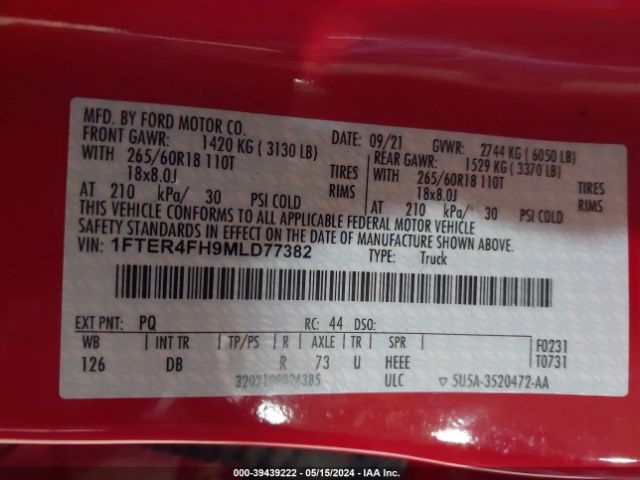 MFD. BY FORD MOTOR CO.
DATE: 09/21 GVWR: 2744 KG ( 6050 LB)
FRONT GAWR: 1420 KG ( 3130 LB)
REAR GAWR: 1529 KG ( 3370 LB)
WITH 265/60R18 110T TIRES
WITH 265/60R18 110T TIRES
18x8.0J RIMS
18x8.0J RIMS
AT 210 kPa/ 30 PSI COLD
AT 210 kPa/ 30 PSI COLD
THIS VEHICLE CONFORMS TO ALL APPLICABLE FEDERAL MOTOR VEHICLE
SAFETY STANDARDS IN EFFECT ON THE DATE OF MANUFACTURE SHOWN ABOVE.
VIN: 1FTER4FH9MLD77382 TYPE: Truck
EXT PNT: PQ RC: 44 DSO:
WB INT TR TP/PS R AXLE TR SPR F0231
126 DB R 73 U HEEE T0731
ULC ▽ SU5A-3520472-AA
000-39439222 - 05/15/2024 - IAA Inc.